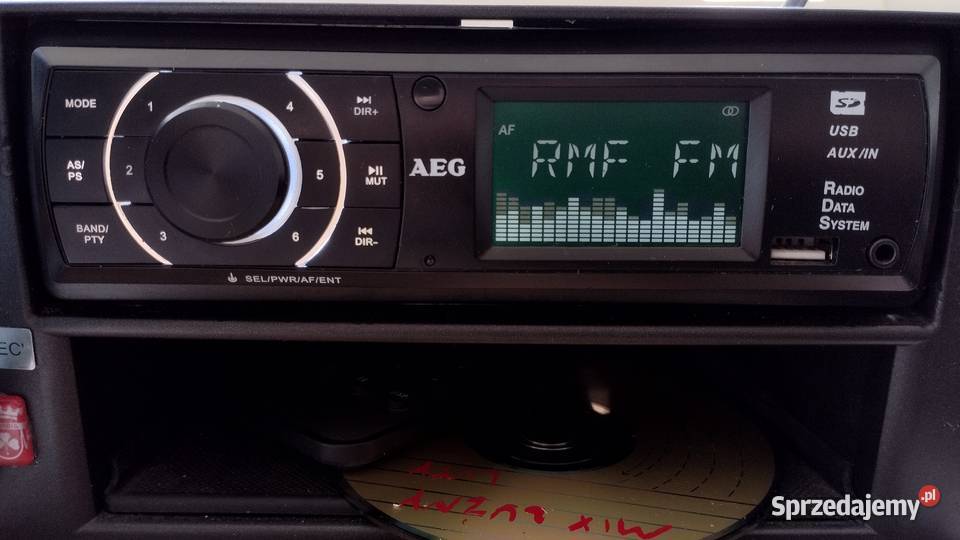 MODE
1
4
DIR+
AS/
PS
2
5
MUT
BAND/
PTY
3
6
DIR-
SEL/PWR/AF/ENT
AEG
AF
RMF FM
SD
USB
AUX/IN
RADIO
DATA
SYSTEM
EC'
MIX
Sprzedajemy.pl